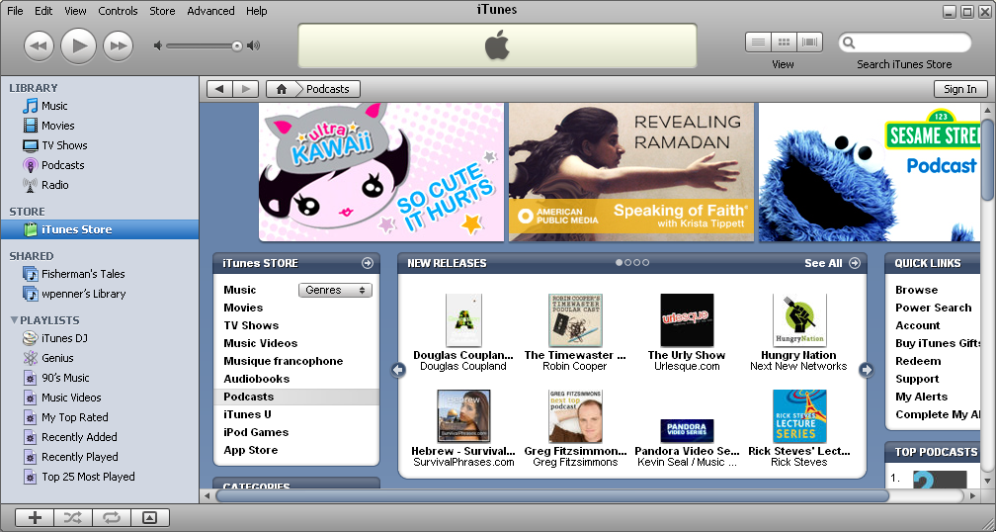 iTunes
File Edit View Controls Store Advanced Help
View
Search iTunes Store
LIBRARY
Music
Movies
TV Shows
Podcasts
Radio
STORE
iTunes Store
SHARED
Fisherman's Tales
wpenner's Library
PLAYLISTS
iTunes DJ
Genius
90's Music
Music Videos
My Top Rated
Recently Added
Recently Played
Top 25 Most Played
Podcasts
Sign In
ultra
KAWAii
SO CUTE
IT HURTS
REVEALING
RAMADAN
AMERICAN
PUBLIC MEDIA
Speaking of Faith®
with Krista Tippett
123
SESAME STREE
Podcast
iTunes STORE
Music Genres
Movies
TV Shows
Music Videos
Musique francophone
Audiobooks
Podcasts
iTunes U
iPod Games
App Store
CATEGORIES
NEW RELEASES
See All
A
Douglas Couplan...
Douglas Coupland
ROBIN COOPER'S
TIMEWASTER
POPULAR CAST
The Timewaster ...
Robin Cooper
urlesque
The Urly Show
Urlesque.com
HungryNation
Hungry Nation
Next New Networks
SurvivalPhrases.com
Hebrew - Survival...
SurvivalPhrases.com
GREG FITZSIMMONS
next top
podcast
Greg Fitzsimmon...
Greg Fitzsimmons
PANDORA
VIDEO SERIES
Pandora Video Se...
Kevin Seal / Music ...
RICK STEVES'
LECTURE
SERIES
Rick Steves' Lect...
Rick Steves
QUICK LINKS
Browse
Power Search
Account
Buy iTunes Gifts
Redeem
Support
My Alerts
Complete My Al
TOP PODCASTS
1.
2